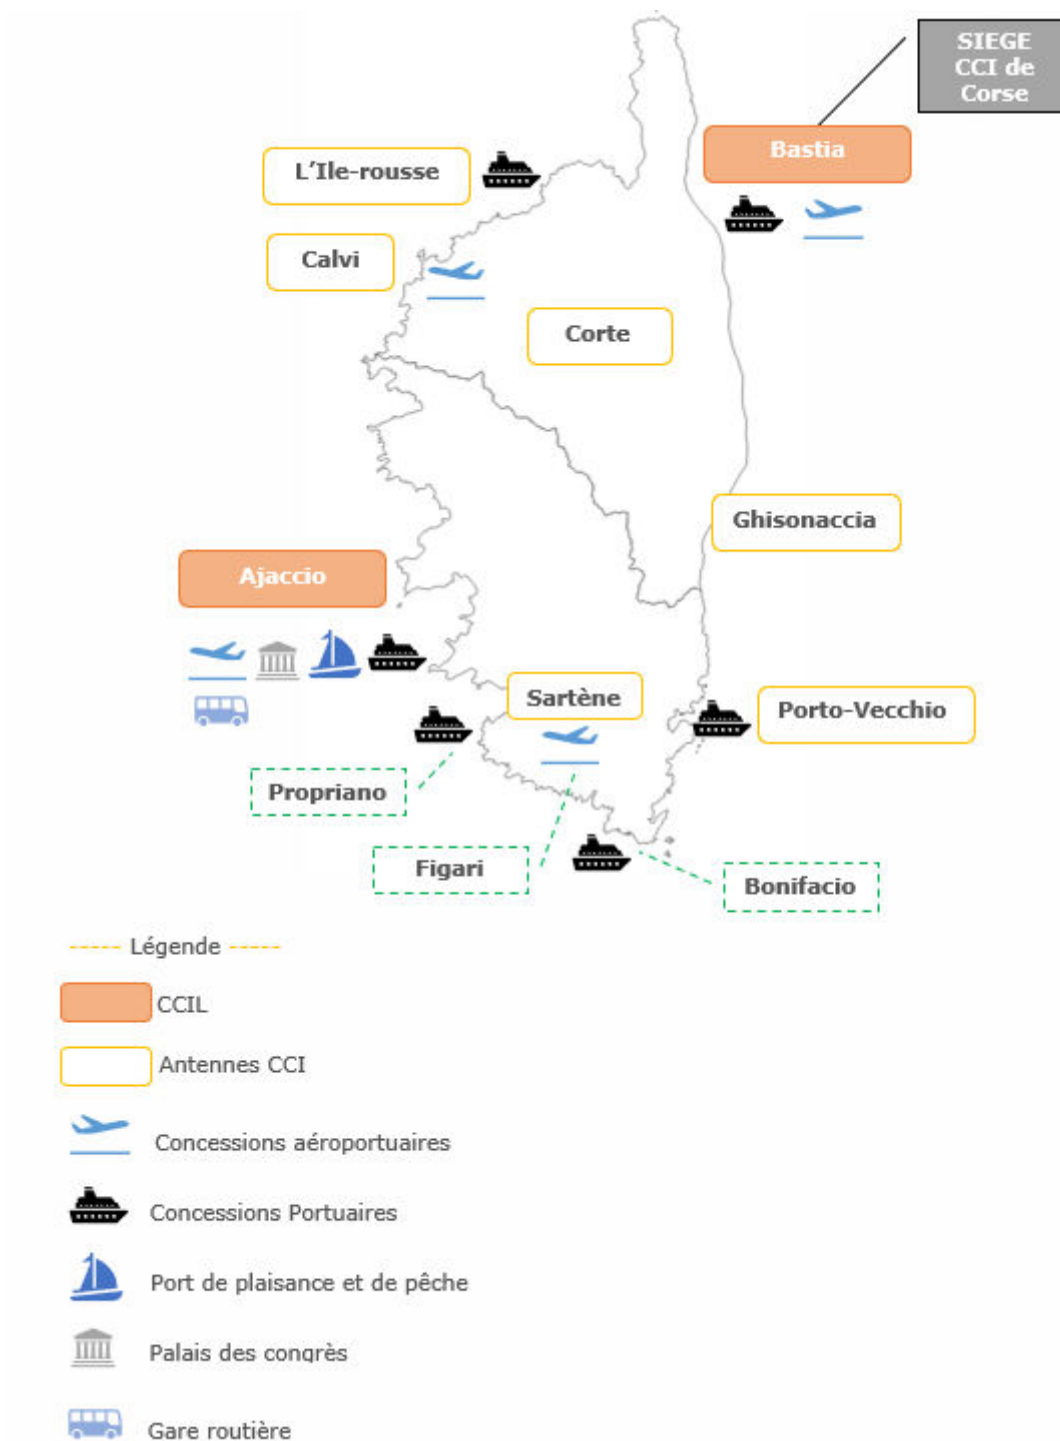 SIEGE
CCI de
Corse
Bastia
L'Ile-rousse
Calvi
Corte
Ghisonaccia
Ajaccio
Sartène
Porto-Vecchio
Propriano
Figari
Bonifacio
Légende
CCIL
Antennes CCI
Concessions aéroportuaires
Concessions Portuaires
Port de plaisance et de pêche
Palais des congrès
Gare routière